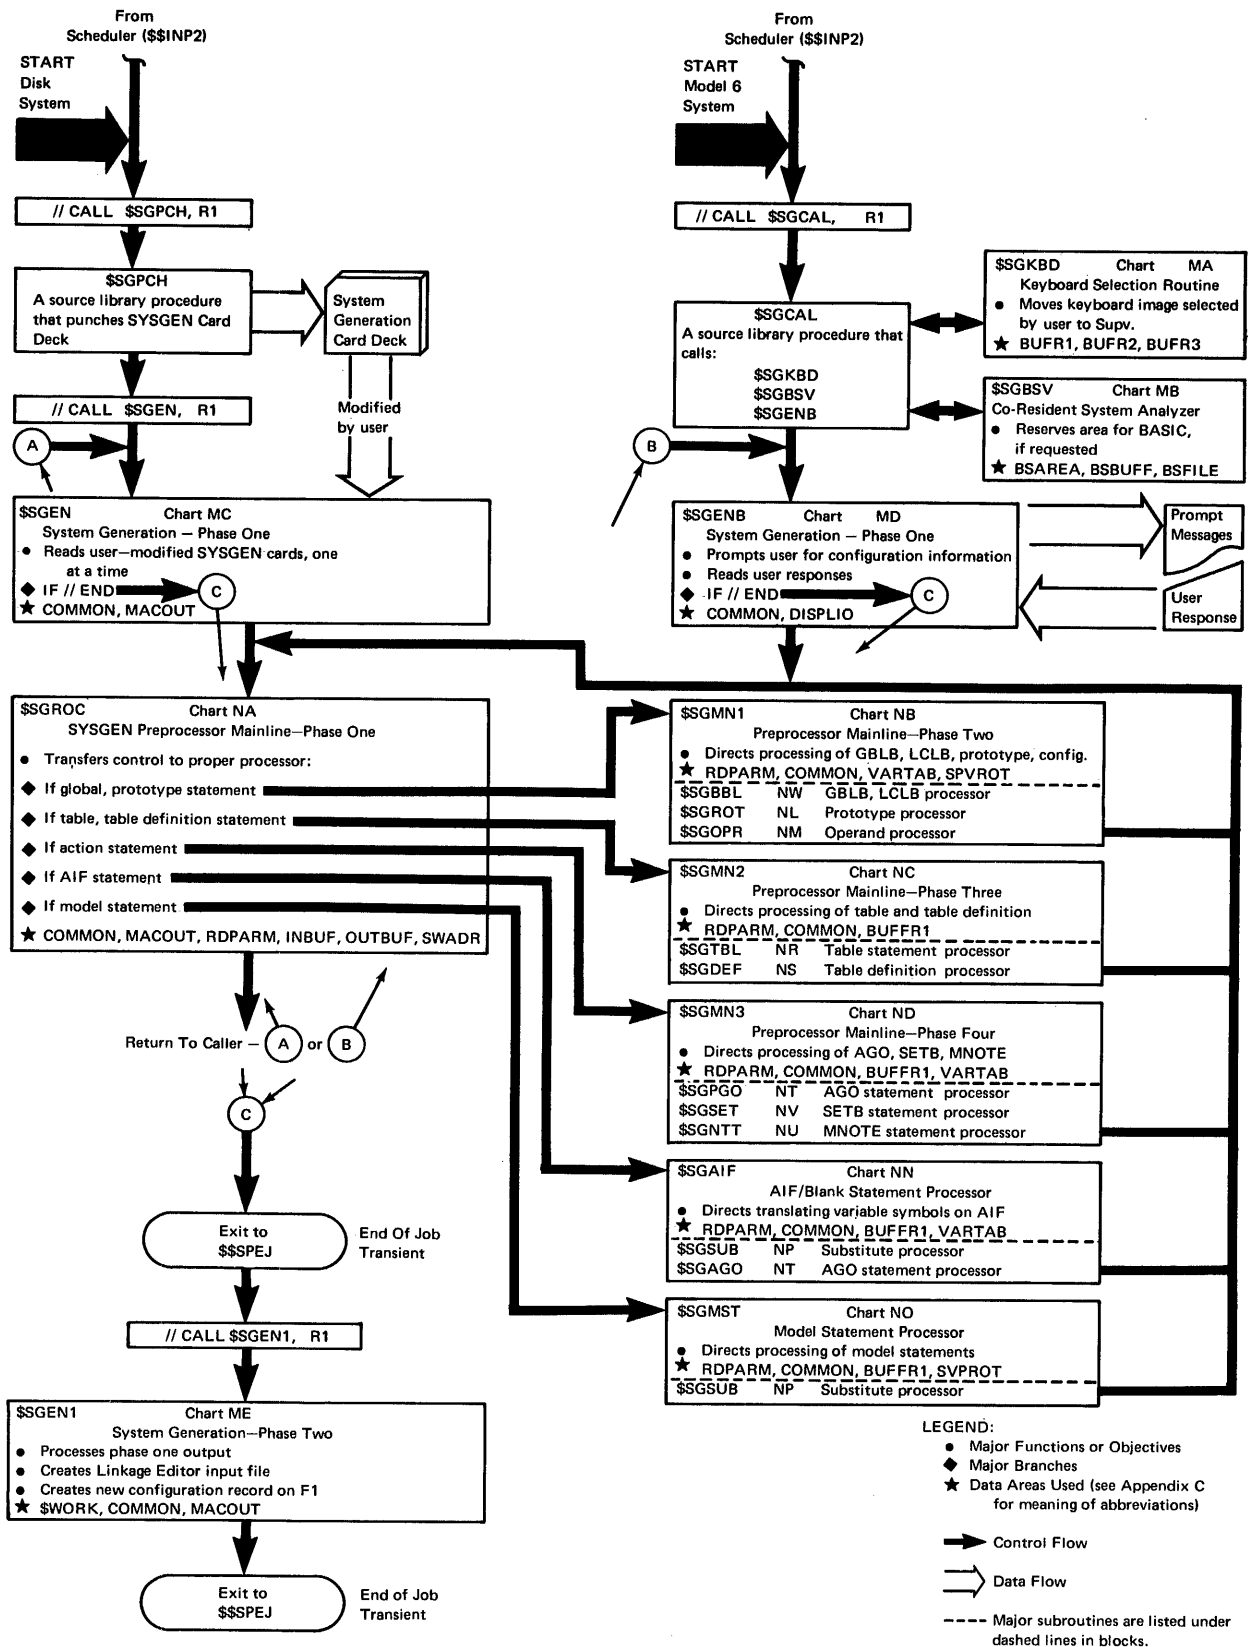 From
Scheduler ($$INP2)
START
Disk
System
// CALL $SGPCH, R1
$SGPCH
A source library procedure
that punches SYSGEN Card
Deck
System
Generation
Card Deck
// CALL $SGEN, R1
Modified
by user
A
$SGEN Chart MC
System Generation — Phase One
● Reads user—modified SYSGEN cards, one
at a time
◆ IF // END
C
★ COMMON, MACOUT
From
Scheduler ($$INP2)
START
Model 6
System
// CALL $SGCAL, R1
$SGCAL
A source library procedure that
calls:
$SGKBD
$SGBSV
$SGENB
$SGKBD Chart MA
Keyboard Selection Routine
● Moves keyboard image selected
by user to Supv.
★ BUFR1, BUFR2, BUFR3
$SGBSV Chart MB
Co-Resident System Analyzer
● Reserves area for BASIC,
if requested
★ BSAREA, BSBUFF, BSFILE
B
$SGENB Chart MD
System Generation — Phase One
● Prompts user for configuration information
● Reads user responses
◆ IF // END
C
★ COMMON, DISPLIO
Prompt
Messages
User
Response
$SGROC Chart NA
SYSGEN Preprocessor Mainline—Phase One
● Transfers control to proper processor:
◆ If global, prototype statement
◆ If table, table definition statement
◆ If action statement
◆ If AIF statement
◆ If model statement
★ COMMON, MACOUT, RDPARM, INBUF, OUTBUF, SWADR
$SGMN1 Chart NB
Preprocessor Mainline—Phase Two
● Directs processing of GBLB, LCLB, prototype, config.
★ RDPARM, COMMON, VARTAB, SPVROT
$SGBBL NW GBLB, LCLB processor
$SGROT NL Prototype processor
$SGOPR NM Operand processor
$SGMN2 Chart NC
Preprocessor Mainline—Phase Three
● Directs processing of table and table definition
★ RDPARM, COMMON, BUFFR1
$SGTBL NR Table statement processor
$SGDEF NS Table definition processor
$SGMN3 Chart ND
Preprocessor Mainline—Phase Four
● Directs processing of AGO, SETB, MNOTE
★ RDPARM, COMMON, BUFFR1, VARTAB
$SGPGO NT AGO statement processor
$SGSET NV SETB statement processor
$SGNTT NU MNOTE statement processor
$SGAIF Chart NN
AIF/Blank Statement Processor
● Directs translating variable symbols on AIF
★ RDPARM, COMMON, BUFFR1, VARTAB
$SGSUB NP Substitute processor
$SGAGO NT AGO statement processor
$SGMST Chart NO
Model Statement Processor
● Directs processing of model statements
★ RDPARM, COMMON, BUFFR1, SVPROT
$SGSUB NP Substitute processor
Return To Caller — A or B
C
Exit to
$$SPEJ
End Of Job
Transient
// CALL $SGEN1, R1
$SGEN1 Chart ME
System Generation—Phase Two
● Processes phase one output
● Creates Linkage Editor input file
● Creates new configuration record on F1
★ $WORK, COMMON, MACOUT
Exit to
$$SPEJ
End of Job
Transient
LEGEND:
● Major Functions or Objectives
◆ Major Branches
★ Data Areas Used (see Appendix C
for meaning of abbreviations)
Control Flow
Data Flow
---- Major subroutines are listed under
dashed lines in blocks.